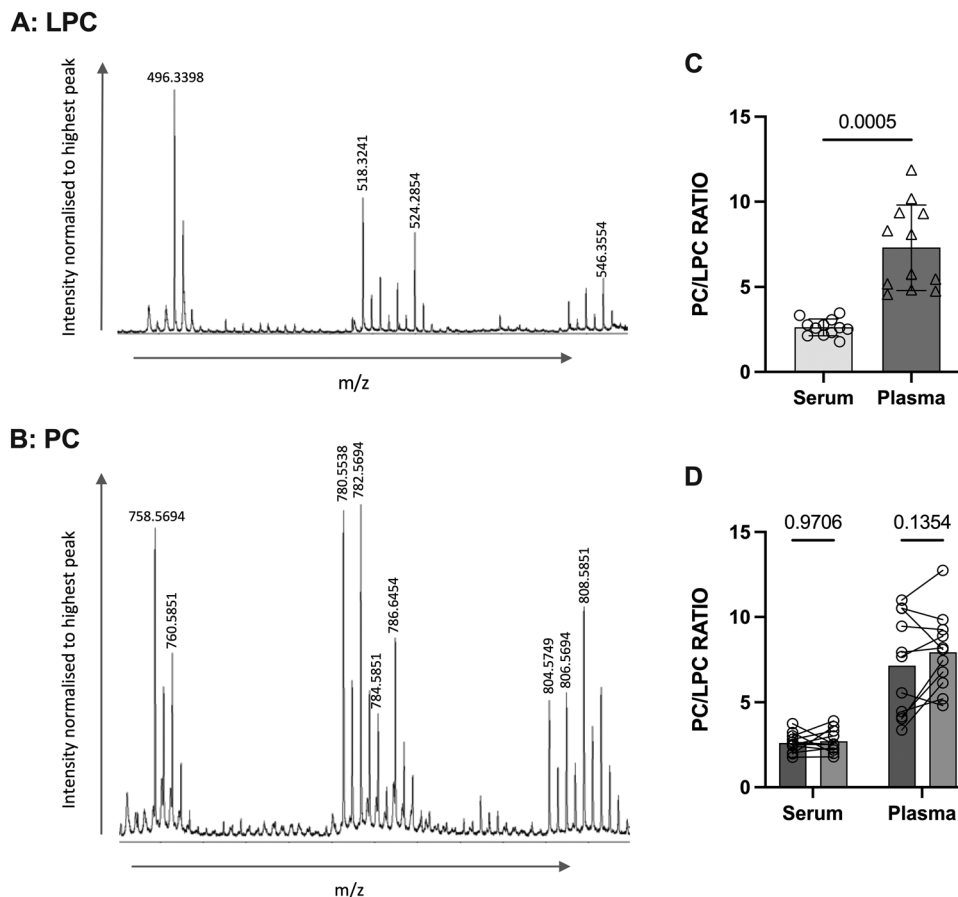 A: LPC
Intensity normalised to highest peak
496.3398
518.3241
524.2854
546.3554
m/z
B: PC
Intensity normalised to highest peak
758.5694
760.5851
780.5538
782.5694
784.5851
786.6454
804.5749
806.5694
808.5851
m/z
C
PC/LPC RATIO
15
10
5
0
0.0005
Serum Plasma
D
PC/LPC RATIO
15
10
5
0
0.9706 0.1354
Serum Plasma